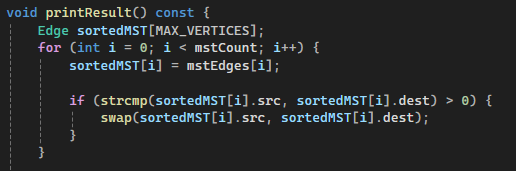 void printResult() const {
    Edge sortedMST[MAX_VERTICES];
    for (int i = 0; i < mstCount; i++) {
        sortedMST[i] = mstEdges[i];
        if (strcmp(sortedMST[i].src, sortedMST[i].dest) > 0) {
            swap(sortedMST[i].src, sortedMST[i].dest);
        }
    }